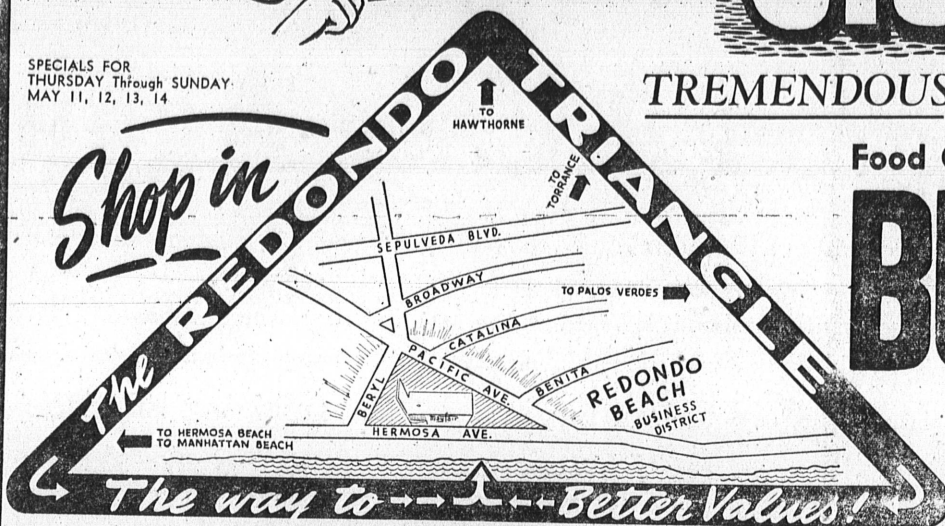 SPECIALS FOR
THURSDAY Through SUNDAY
MAY 11, 12, 13, 14
TREMENDOUS
Food
Shop in
The REDONDO TRIANGLE
TO
HAWTHORNE
TO
TORRANCE
SEPULVEDA BLVD.
BROADWAY
TO PALOS VERDES
CATALINA
PACIFIC AVE.
BENITA
BERYL
REDONDO
BEACH
BUSINESS
DISTRICT
HERMOSA AVE.
TO HERMOSA BEACH
TO MANHATTAN BEACH
The way to →→ ←← Better Values!